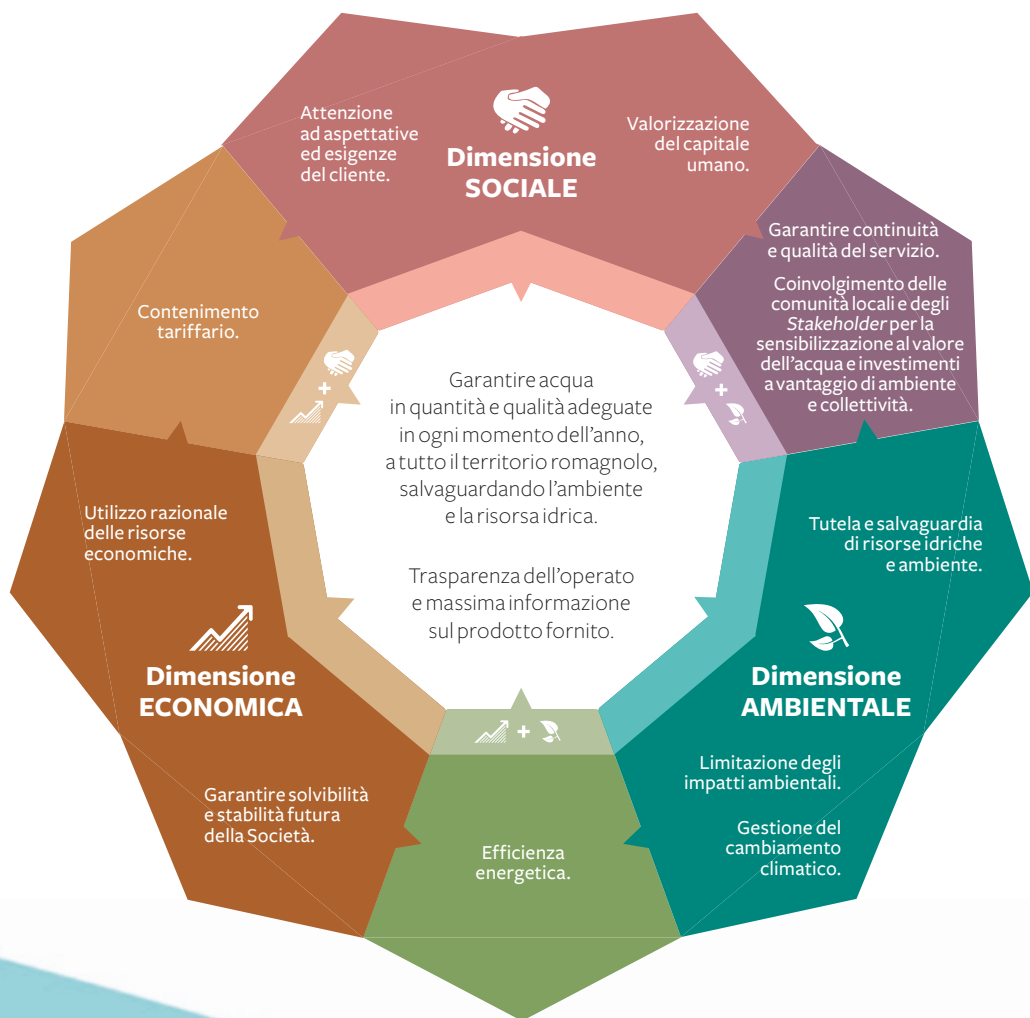 Attenzione
ad aspettative
ed esigenze
del cliente.
Dimensione
SOCIALE
Valorizzazione
del capitale
umano.
Garantire continuità
e qualità del servizio.
Coinvolgimento delle
comunità locali e degli
Stakeholder per la
sensibilizzazione al valore
dell’acqua e investimenti
a vantaggio di ambiente
e collettività.
Contenimento
tariffario.
+
+
Garantire acqua
in quantità e qualità adeguate
in ogni momento dell’anno,
a tutto il territorio romagnolo,
salvaguardando l’ambiente
e la risorsa idrica.
Trasparenza dell’operato
e massima informazione
sul prodotto fornito.
Utilizzo razionale
delle risorse
economiche.
Dimensione
ECONOMICA
Garantire solvibilità
e stabilità futura
della Società.
Tutela e salvaguardia
di risorse idriche
e ambiente.
Dimensione
AMBIENTALE
Limitazione degli
impatti ambientali.
Gestione del
cambiamento
climatico.
+
Efficienza
energetica.